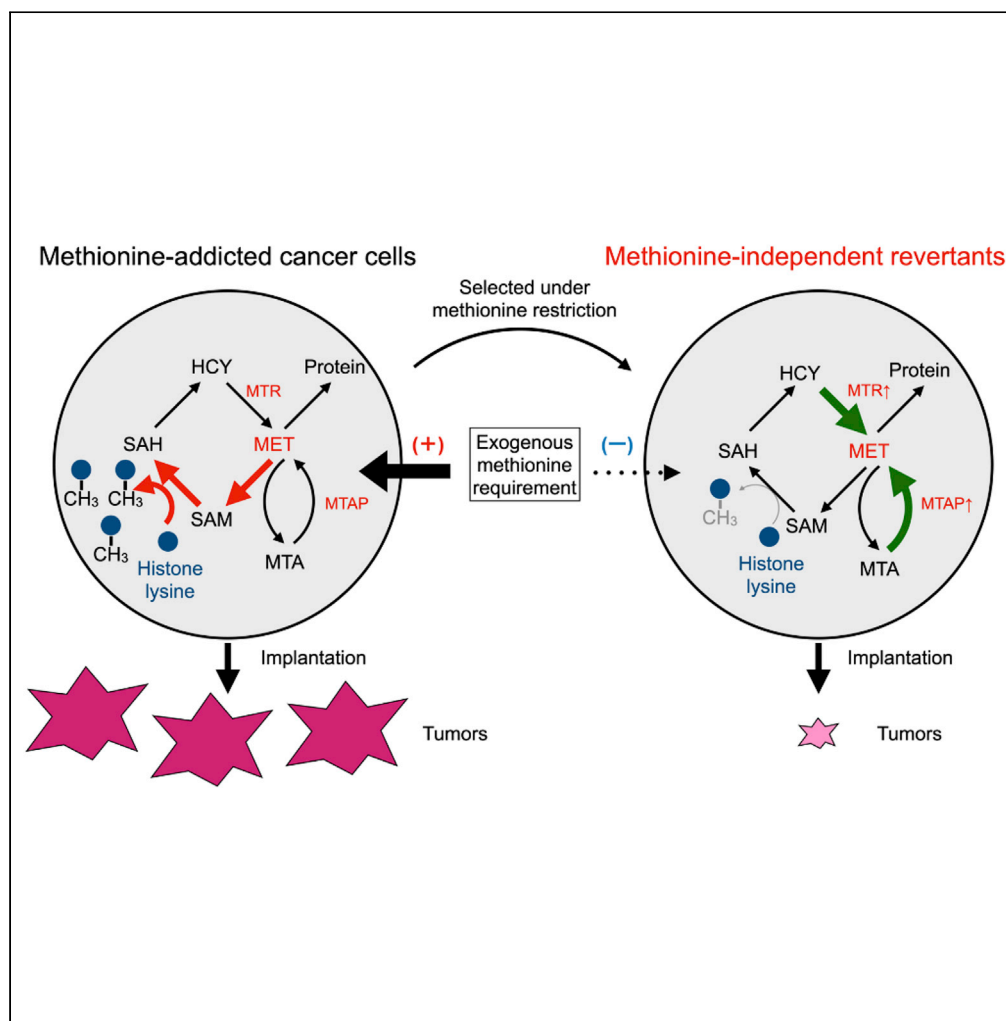 Methionine-addicted cancer cells
Selected under
methionine restriction
Methionine-independent revertants
HCY
Protein
MTR
SAH
MET
CH₃
CH₃
CH₃
SAM
MTAP
MTA
Histone
lysine
(+)
Exogenous
methionine
requirement
(−)
HCY
Protein
MTR↑
SAH
MET
CH₃
SAM
MTAP↑
MTA
Histone
lysine
Implantation
Tumors
Implantation
Tumors